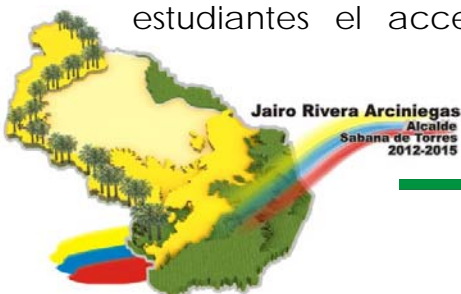 estudiantes el acce
Jairo Rivera Arciniegas
Alcalde
Sabana de Torres
2012-2015